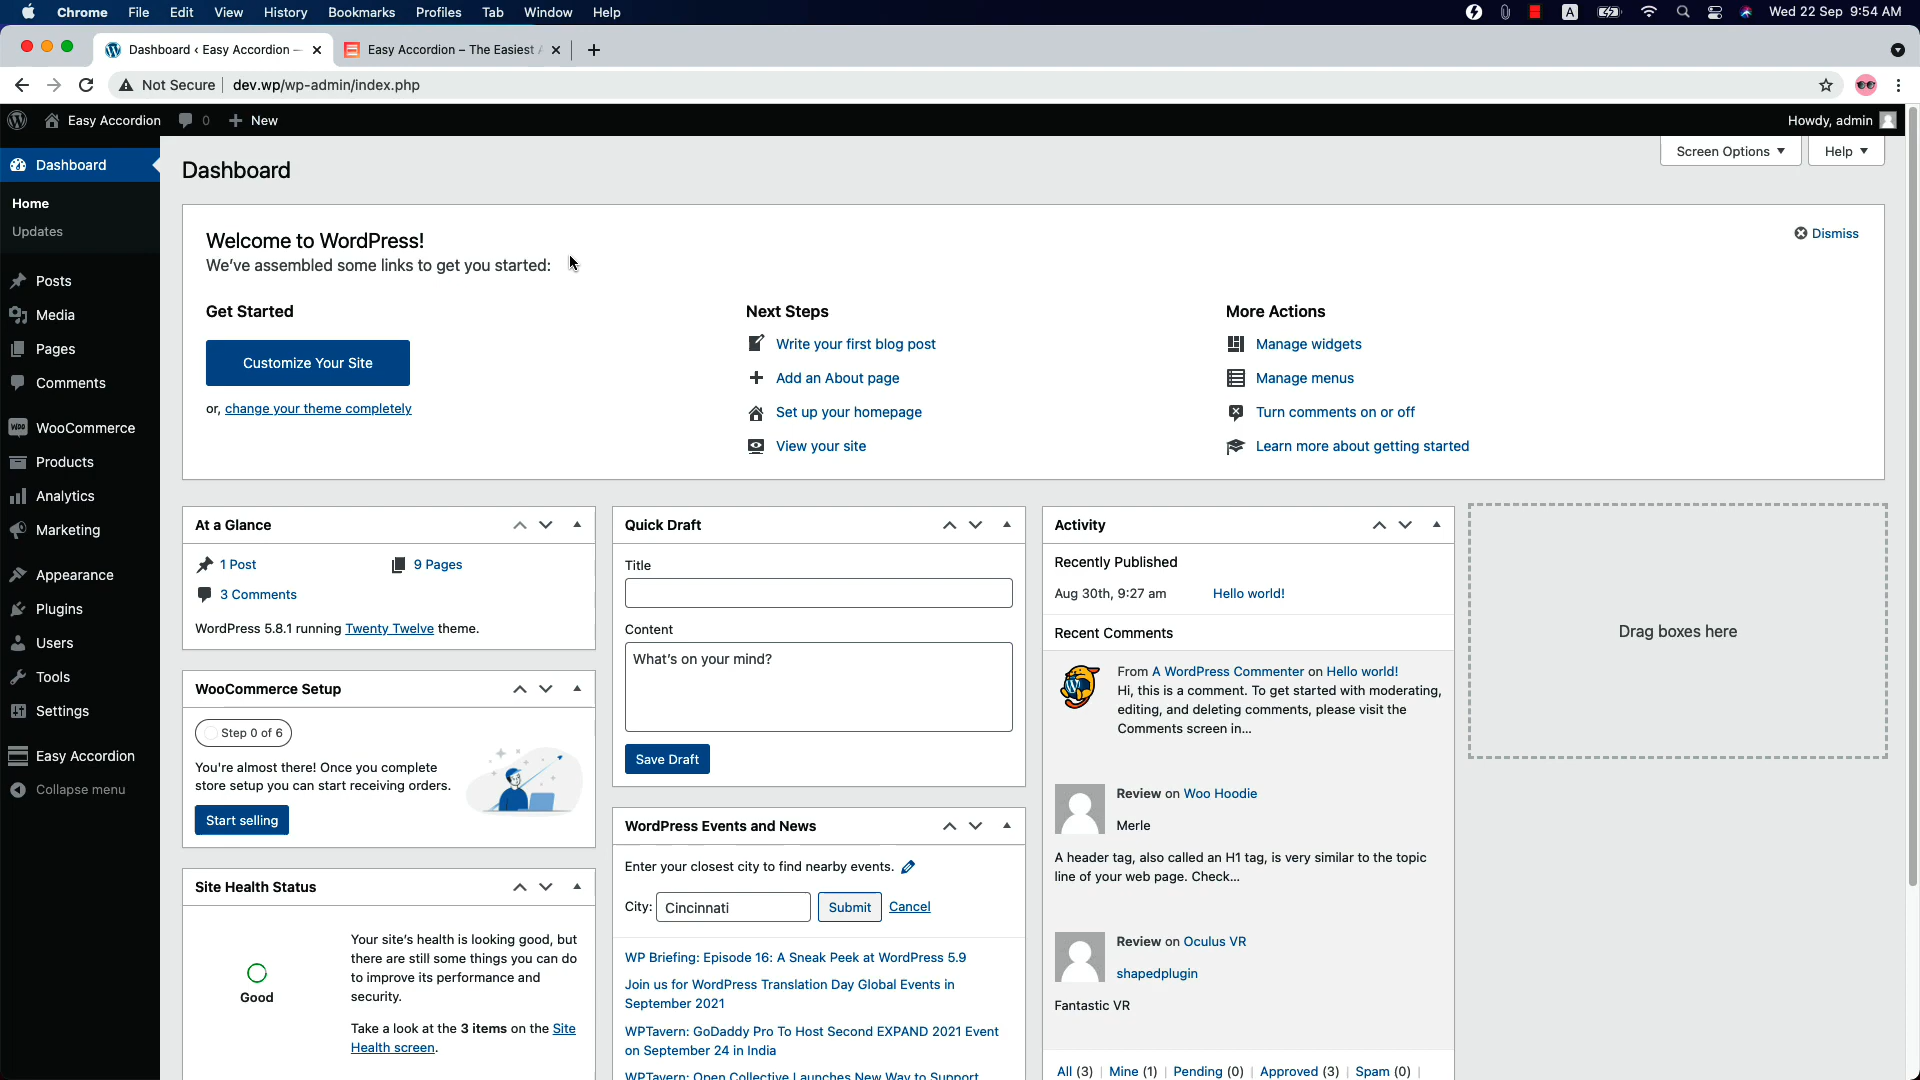 Chrome File Edit View History Bookmarks Profiles Tab Window Help A Wed 22 Sep 9:54 AM
Dashboard ‹ Easy Accordion – Easy Accordion – The Easiest
Not Secure dev.wp/wp-admin/index.php
Easy Accordion 0 New Howdy, admin
Screen Options Help
Dashboard
Home
Updates
Posts
Media
Pages
Comments
WooCommerce
Products
Analytics
Marketing
Appearance
Plugins
Users
Tools
Settings
Easy Accordion
Collapse menu
Dashboard
Welcome to WordPress!
Dismiss
We've assembled some links to get you started:
Get Started
Customize Your Site
or, change your theme completely
Next Steps
Write your first blog post
Add an About page
Set up your homepage
View your site
More Actions
Manage widgets
Manage menus
Turn comments on or off
Learn more about getting started
At a Glance
1 Post 9 Pages
3 Comments
WordPress 5.8.1 running Twenty Twelve theme.
WooCommerce Setup
Step 0 of 6
You're almost there! Once you complete
store setup you can start receiving orders.
Start selling
Site Health Status
Good
Your site's health is looking good, but
there are still some things you can do
to improve its performance and
security.
Take a look at the 3 items on the Site
Health screen.
Quick Draft
Title
Content
What's on your mind?
Save Draft
WordPress Events and News
Enter your closest city to find nearby events.
City: Cincinnati Submit Cancel
WP Briefing: Episode 16: A Sneak Peek at WordPress 5.9
Join us for WordPress Translation Day Global Events in
September 2021
WPTavern: GoDaddy Pro To Host Second EXPAND 2021 Event
on September 24 in India
WPTavern: Open Collective Launches New Way to Support
Activity
Recently Published
Aug 30th, 9:27 am Hello world!
Recent Comments
From A WordPress Commenter on Hello world!
Hi, this is a comment. To get started with moderating,
editing, and deleting comments, please visit the
Comments screen in...
Review on Woo Hoodie
Merle
A header tag, also called an H1 tag, is very similar to the topic
line of your web page. Check...
Review on Oculus VR
shapedplugin
Fantastic VR
All (3) | Mine (1) | Pending (0) | Approved (3) | Spam (0) |
Drag boxes here